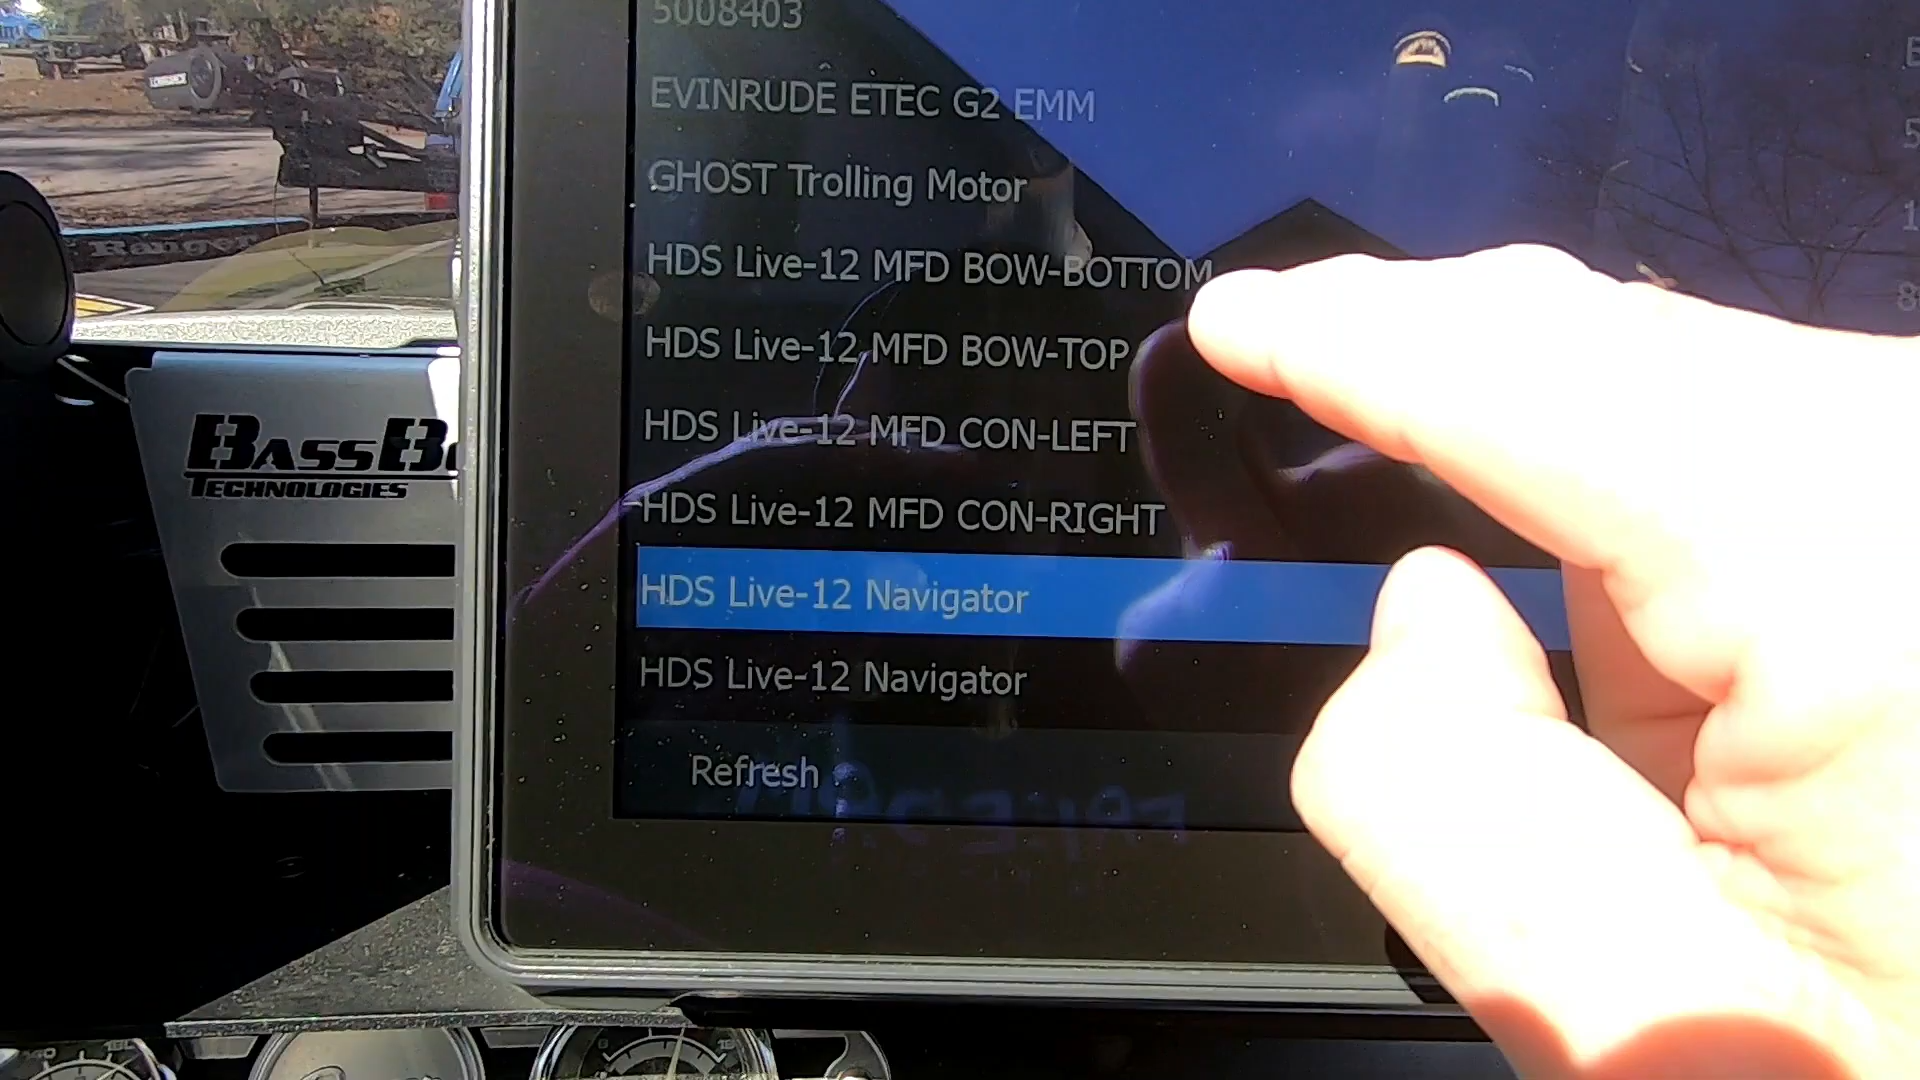 5008403
EVINRUDE ETEC G2 EMM
GHOST Trolling Motor
HDS Live-12 MFD BOW-BOTTOM
HDS Live-12 MFD BOW-TOP
HDS Live-12 MFD CON-LEFT
HDS Live-12 MFD CON-RIGHT
HDS Live-12 Navigator
HDS Live-12 Navigator
Refresh
Ranger
BASS
TECHNOLOGIES